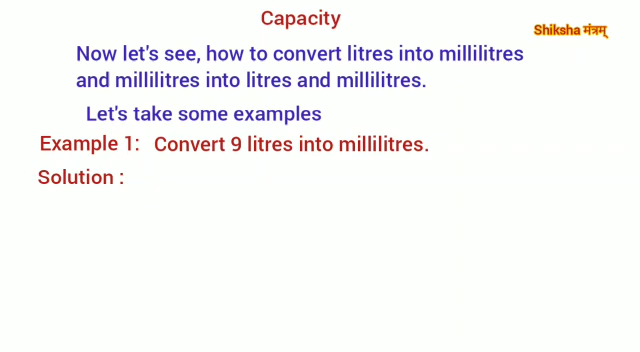 Capacity
Shiksha मंत्रम्
Now let's see, how to convert litres into millilitres
and millilitres into litres and millilitres.
Let's take some examples
Example 1: Convert 9 litres into millilitres.
Solution :